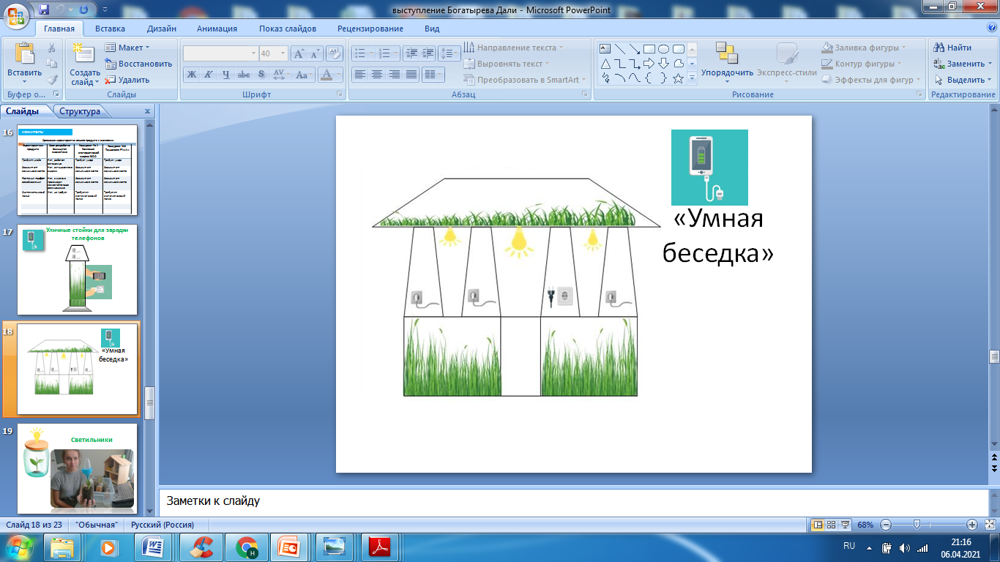 выступление Богатырева Дали - Microsoft PowerPoint
Главная Вставка Дизайн Анимация Показ слайдов Рецензирование Вид
Вставить
Буфер о...
Создать слайд
Макет
Восстановить
Удалить
Слайды
40
Ж К Ч abc S AV Aa А
Шрифт
Направление текста
Выровнять текст
Преобразовать в SmartArt
Абзац
Упорядочить
Экспресс-стили
Заливка фигуры
Контур фигуры
Эффекты для фигур
Рисование
Найти
Заменить
Выделить
Редактирование
Слайды Структура x
16
КОНКУРЕНТЫ
17
Уличные стойки для зарядки
телефонов
18
«Умная
беседка»
19
Светильники
«Умная
беседка»
Заметки к слайду
Слайд 18 из 23 "Обычная" Русский (Россия) 68%
RU
21:16
06.04.2021